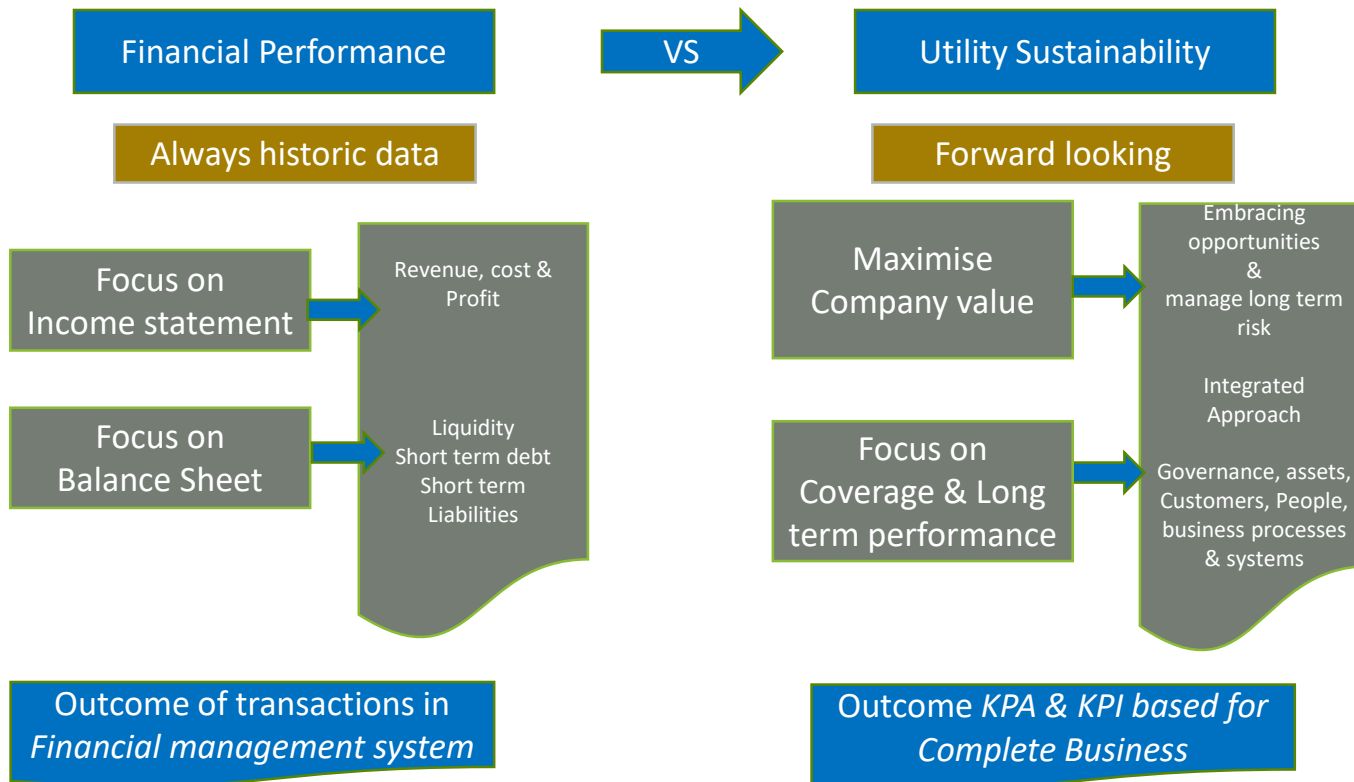 Financial Performance
VS
Utility Sustainability
Always historic data
Forward looking
Focus on
Income statement
Revenue, cost &
Profit
Focus on
Balance Sheet
Liquidity
Short term debt
Short term
Liabilities
Maximise
Company value
Embracing
opportunities
&
manage long term
risk
Focus on
Coverage & Long
term performance
Integrated
Approach
Governance, assets,
Customers, People,
business processes
& systems
Outcome of transactions in
Financial management system
Outcome KPA & KPI based for
Complete Business